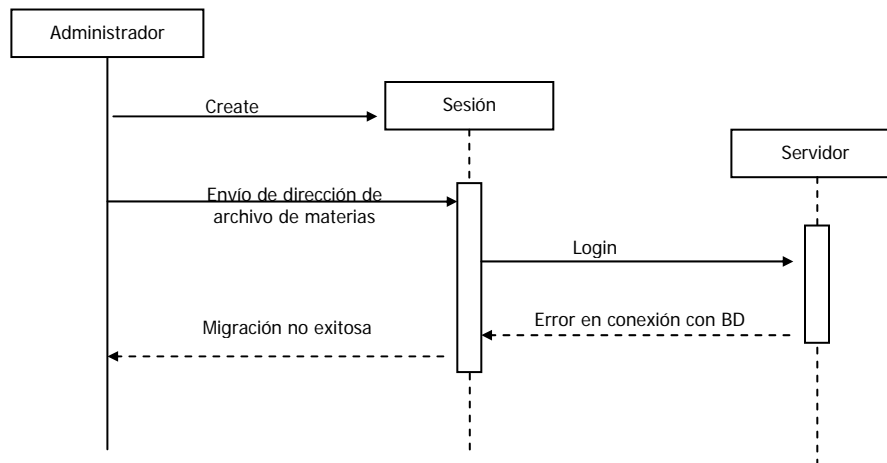 Administrador
Create
Sesión
Servidor
Envío de dirección de
archivo de materias
Login
Error en conexión con BD
Migración no exitosa